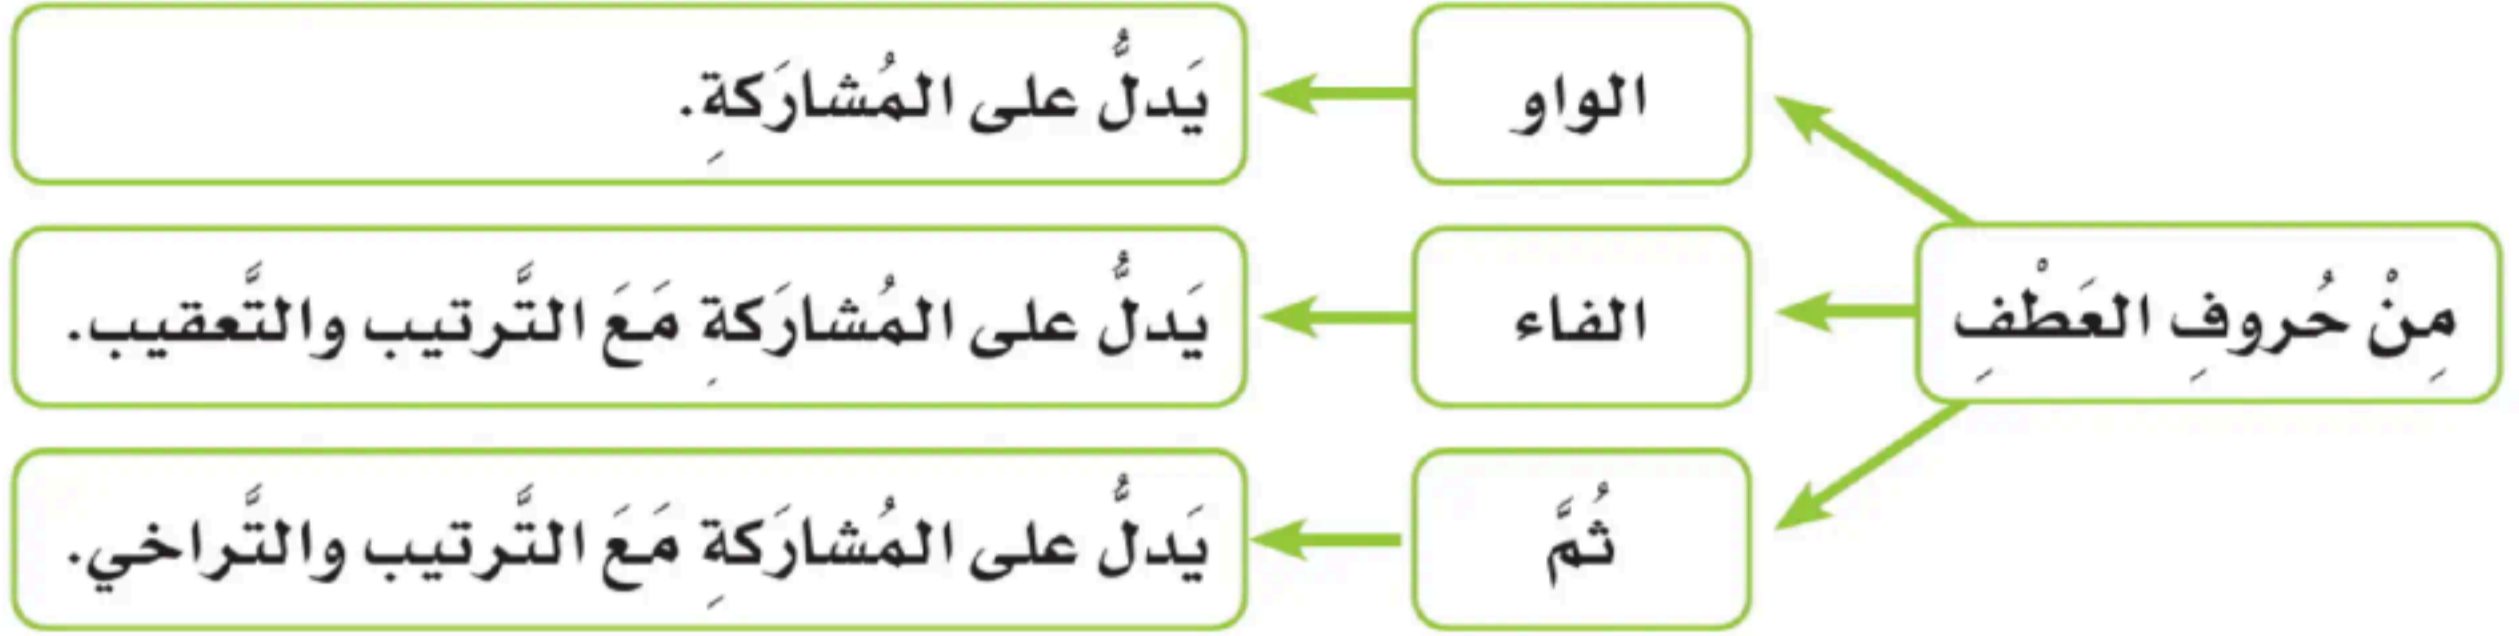 مِنْ حُروفِ العَطْفِ
الواو
يَدلُّ على المُشارَكةِ.
الفاء
يَدلُّ على المُشارَكةِ مَعَ التَّرتيب والتَّعقيب.
ثُمَّ
يَدلُّ على المُشارَكةِ مَعَ التَّرتيب والتَّراخي.